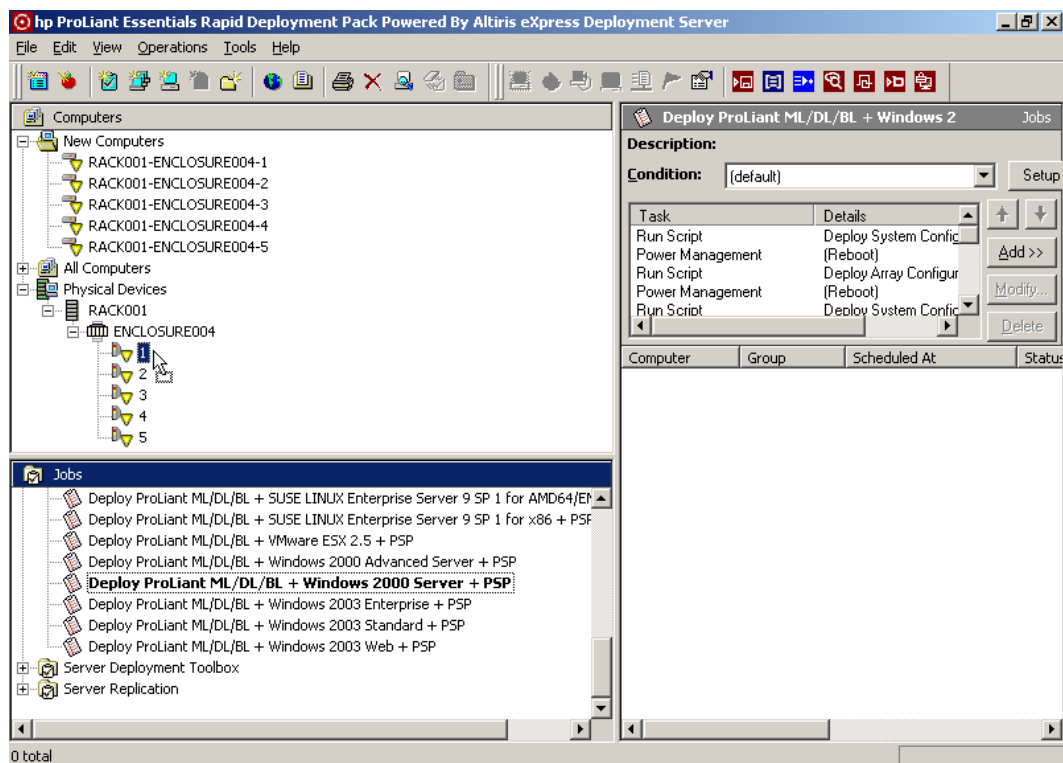 hp ProLiant Essentials Rapid Deployment Pack Powered By Altiris eXpress Deployment Server
File Edit View Operations Tools Help
Computers
New Computers
RACK001-ENCLOSURE004-1
RACK001-ENCLOSURE004-2
RACK001-ENCLOSURE004-3
RACK001-ENCLOSURE004-4
RACK001-ENCLOSURE004-5
All Computers
Physical Devices
RACK001
ENCLOSURE004
1
2
3
4
5
Jobs
Deploy ProLiant ML/DL/BL + SUSE LINUX Enterprise Server 9 SP 1 for AMD64/EM
Deploy ProLiant ML/DL/BL + SUSE LINUX Enterprise Server 9 SP 1 for x86 + PSP
Deploy ProLiant ML/DL/BL + VMware ESX 2.5 + PSP
Deploy ProLiant ML/DL/BL + Windows 2000 Advanced Server + PSP
Deploy ProLiant ML/DL/BL + Windows 2000 Server + PSP
Deploy ProLiant ML/DL/BL + Windows 2003 Enterprise + PSP
Deploy ProLiant ML/DL/BL + Windows 2003 Standard + PSP
Deploy ProLiant ML/DL/BL + Windows 2003 Web + PSP
Server Deployment Toolbox
Server Replication
0 total
Deploy ProLiant ML/DL/BL + Windows 2 Jobs
Description:
Condition: (default) Setup
Task Details
Run Script Deploy System Config
Power Management (Reboot)
Run Script Deploy Array Configur
Power Management (Reboot)
Run Script Deploy System Config
Add >>
Modify...
Delete
Computer Group Scheduled At Status